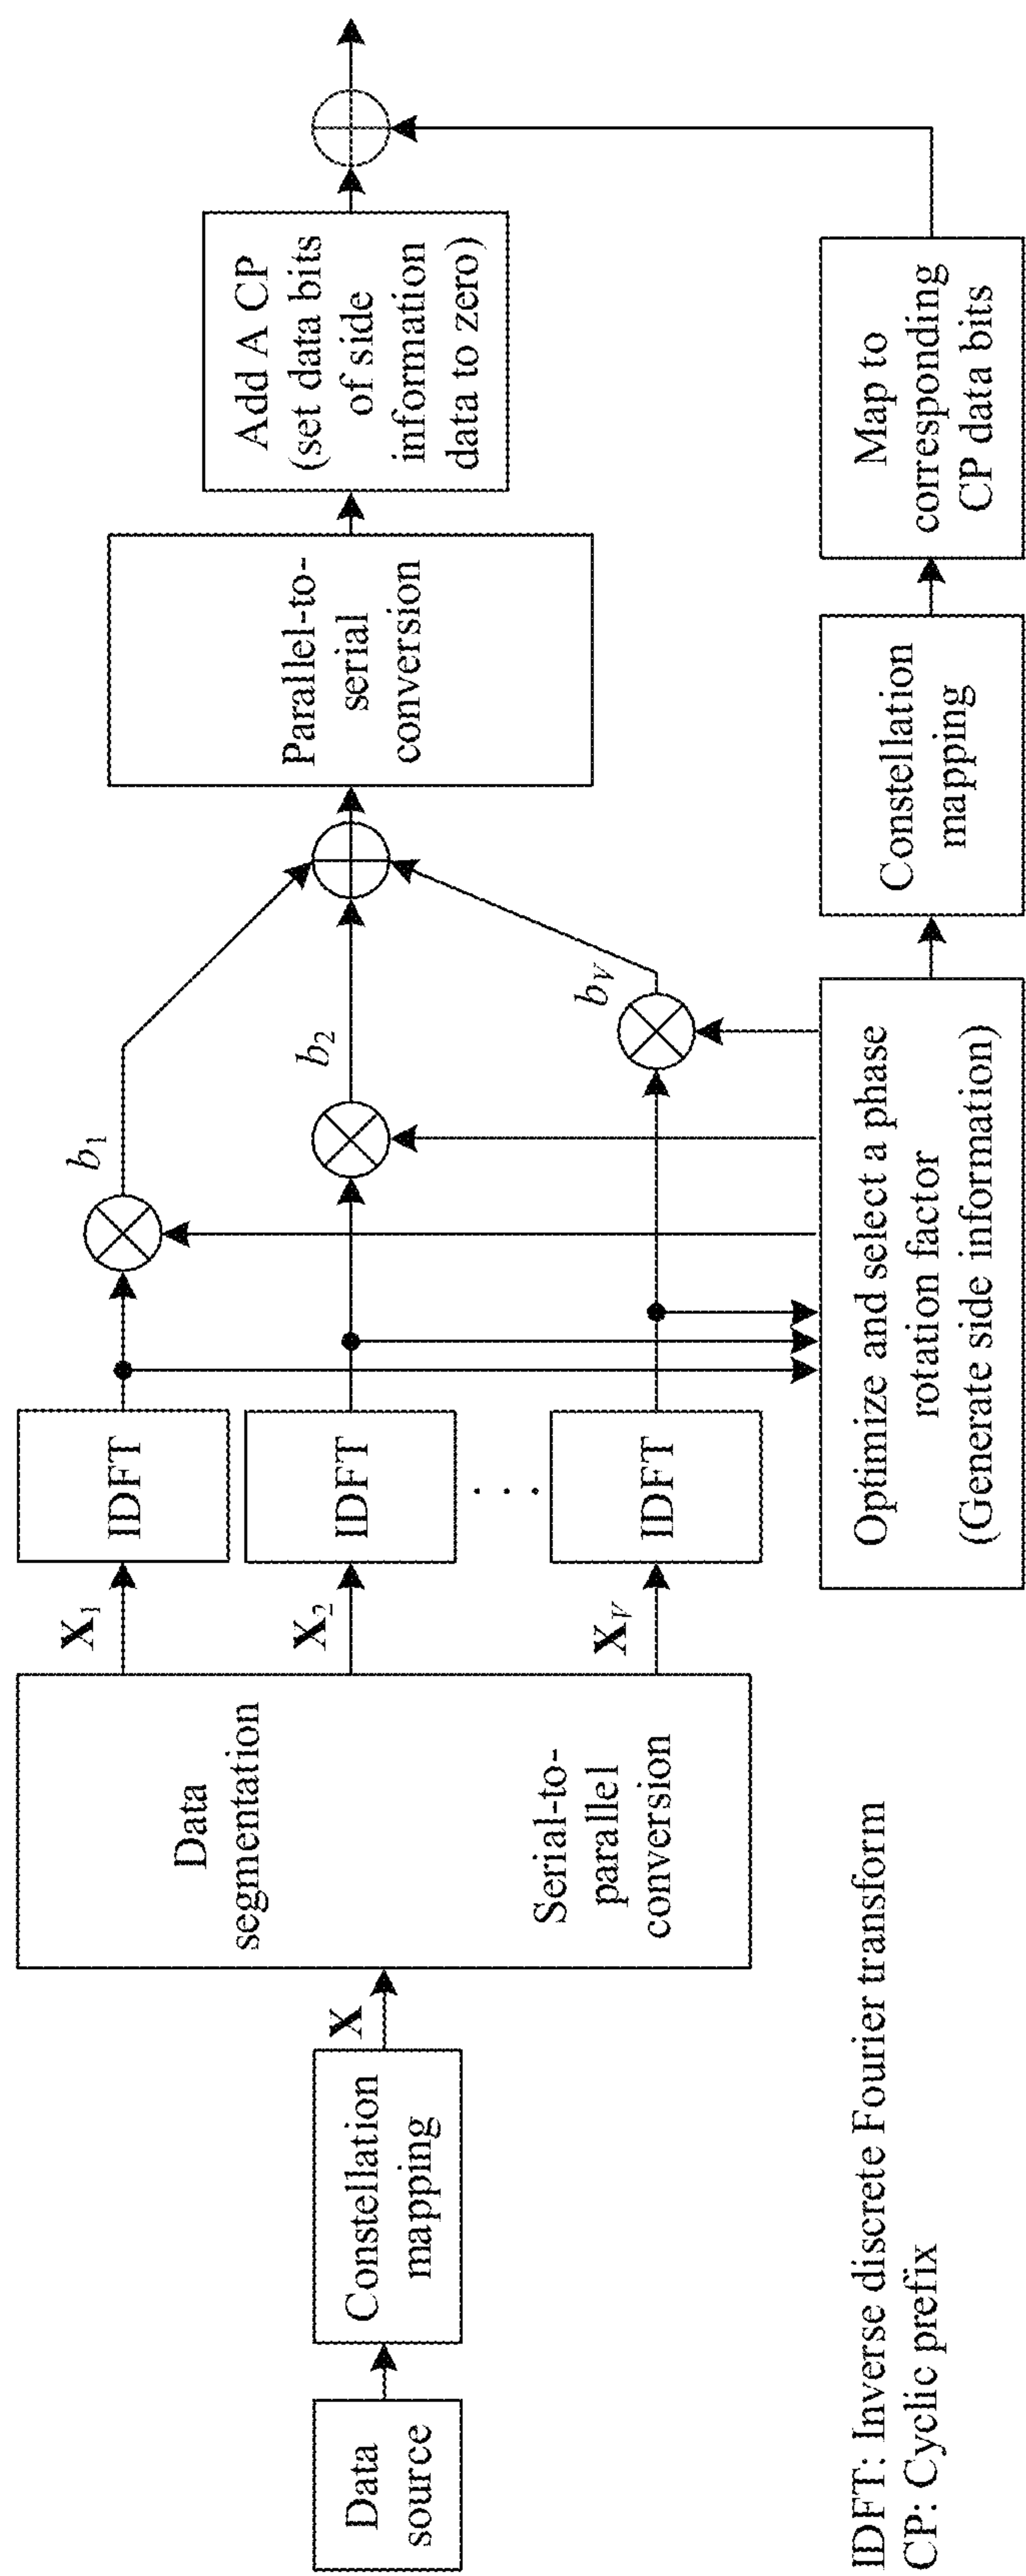 Data
source
Constellation
mapping
X
Data
segmentation
Serial-to-
parallel
conversion
X1
X2
XV
IDFT
IDFT
. . .
IDFT
b1
b2
bV
Parallel-to-
serial
conversion
Add A CP
(set data bits
of side
information
data to zero)
Optimize and select a phase
rotation factor
(Generate side information)
Constellation
mapping
Map to
corresponding
CP data bits
IDFT: Inverse discrete Fourier transform
CP: Cyclic prefix